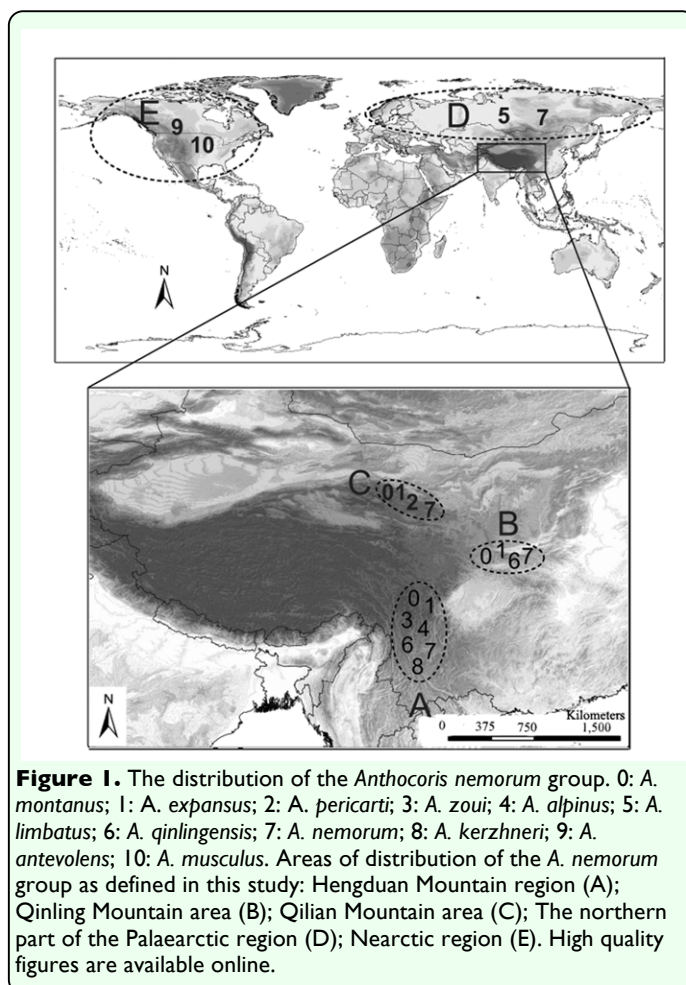 E
9
10
D
5
7
N
C
0
1
2
7
B
0
1
6
7
0
1
3
4
6
7
8
A
N
Kilometers
0 375 750 1,500
Figure 1. The distribution of the Anthocoris nemorum group. 0: A.
montanus; 1: A. expansus; 2: A. pericarti; 3: A. zoui; 4: A. alpinus; 5: A.
limbatus; 6: A. qinlingensis; 7: A. nemorum; 8: A. kerzhneri; 9: A.
antevolens; 10: A. musculus. Areas of distribution of the A. nemorum
group as defined in this study: Hengduan Mountain region (A);
Qinling Mountain area (B); Qilian Mountain area (C); The northern
part of the Palaearctic region (D); Nearctic region (E). High quality
figures are available online.